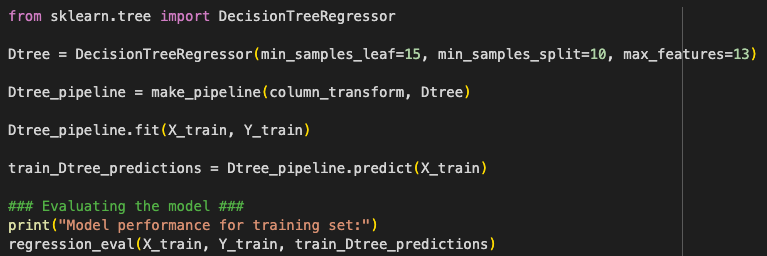 from sklearn.tree import DecisionTreeRegressor
Dtree = DecisionTreeRegressor(min_samples_leaf=15, min_samples_split=10, max_features=13)
Dtree_pipeline = make_pipeline(column_transform, Dtree)
Dtree_pipeline.fit(X_train, Y_train)
train_Dtree_predictions = Dtree_pipeline.predict(X_train)
### Evaluating the model ###
print("Model performance for training set:")
regression_eval(X_train, Y_train, train_Dtree_predictions)